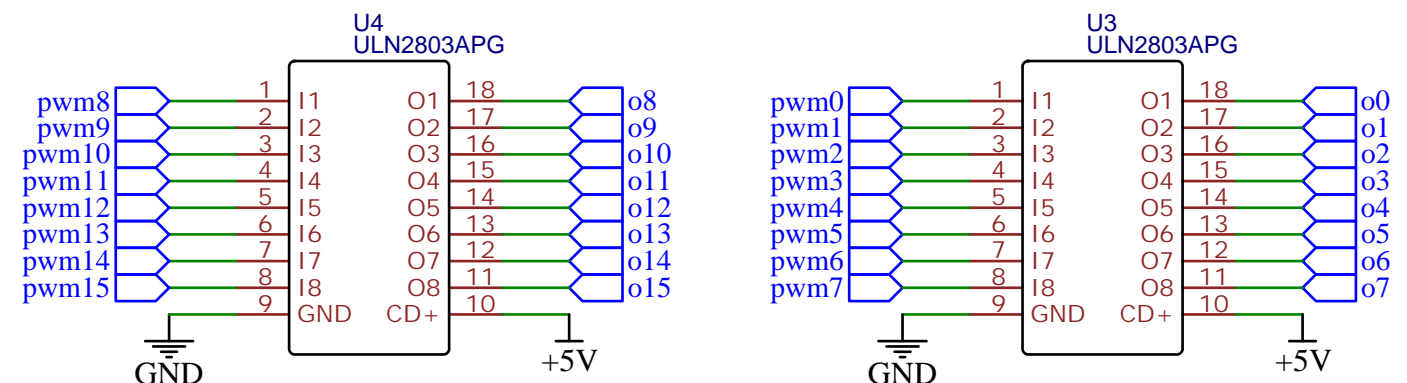 U4
ULN2803APG
pwm8 1 I1 O1 18 o8
pwm9 2 I2 O2 17 o9
pwm10 3 I3 O3 16 o10
pwm11 4 I4 O4 15 o11
pwm12 5 I5 O5 14 o12
pwm13 6 I6 O6 13 o13
pwm14 7 I7 O7 12 o14
pwm15 8 I8 O8 11 o15
9 GND CD+ 10
GND +5V
U3
ULN2803APG
pwm0 1 I1 O1 18 o0
pwm1 2 I2 O2 17 o1
pwm2 3 I3 O3 16 o2
pwm3 4 I4 O4 15 o3
pwm4 5 I5 O5 14 o4
pwm5 6 I6 O6 13 o5
pwm6 7 I7 O7 12 o6
pwm7 8 I8 O8 11 o7
9 GND CD+ 10
GND +5V